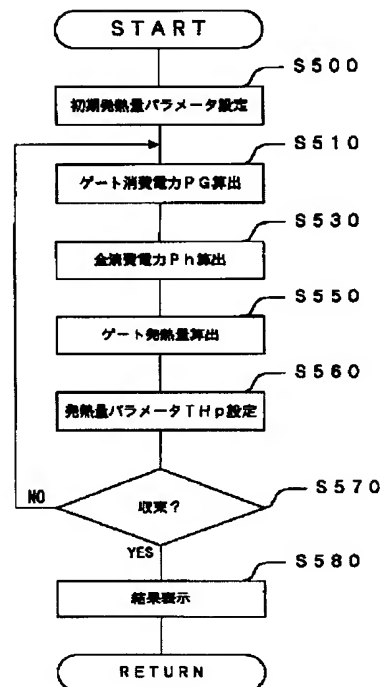 START
S500
初期発熱量パラメータ設定
S510
ゲート消費電力PG算出
S530
全消費電力Ph算出
S550
ゲート発熱量算出
S560
発熱量パラメータTHp設定
S570
収束?
NO
YES
S580
結果表示
RETURN